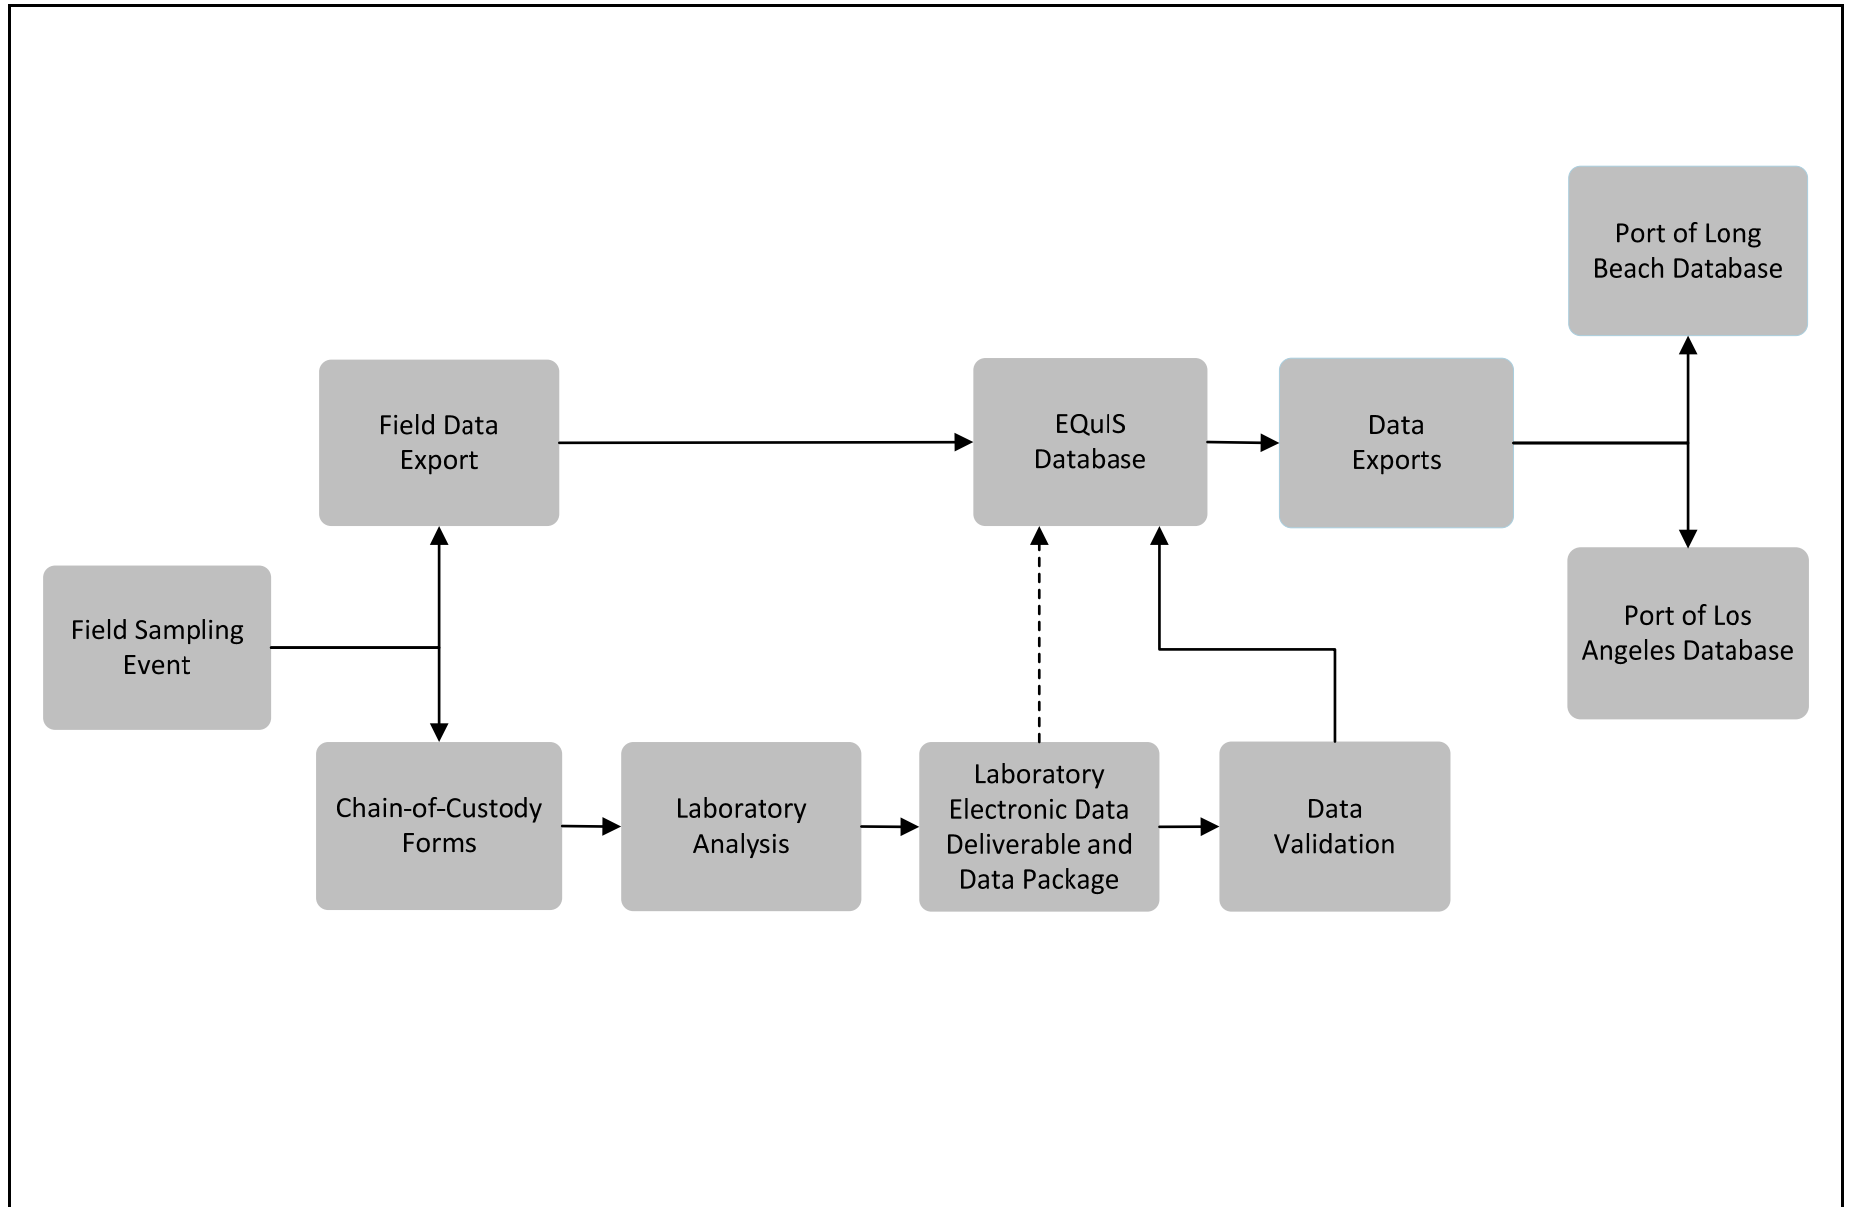 Port of Long
Beach Database
Field Data
Export
EQuIS
Database
Data
Exports
Field Sampling
Event
Port of Los
Angeles Database
Chain-of-Custody
Forms
Laboratory
Analysis
Laboratory
Electronic Data
Deliverable and
Data Package
Data
Validation